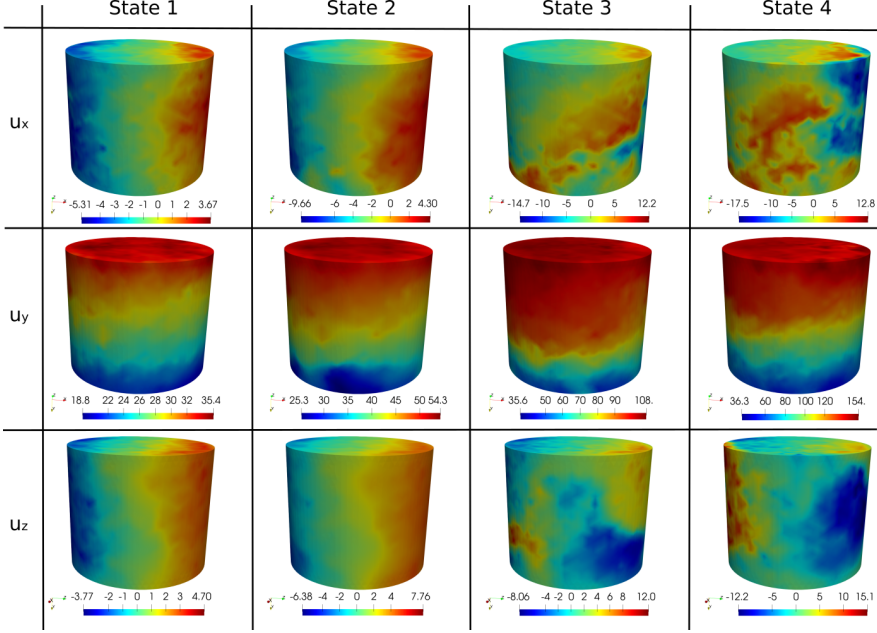 State 1 State 2 State 3 State 4
uₓ
-5.31 -4 -3 -2 -1 0 1 2 3.67
-9.66 -6 -4 -2 0 2 4.30
-14.7 -10 -5 0 5 12.2
-17.5 -10 -5 0 5 12.8
u_y
18.8 22 24 26 28 30 32 35.4
25.3 30 35 40 45 50 54.3
35.6 50 60 70 80 90 108.
36.3 60 80 100 120 154.
u_z
-3.77 -2 -1 0 1 2 3 4.70
-6.38 -4 -2 0 2 4 7.76
-8.06 -4 -2 0 2 4 6 8 12.0
-12.2 -5 0 5 10 15.1